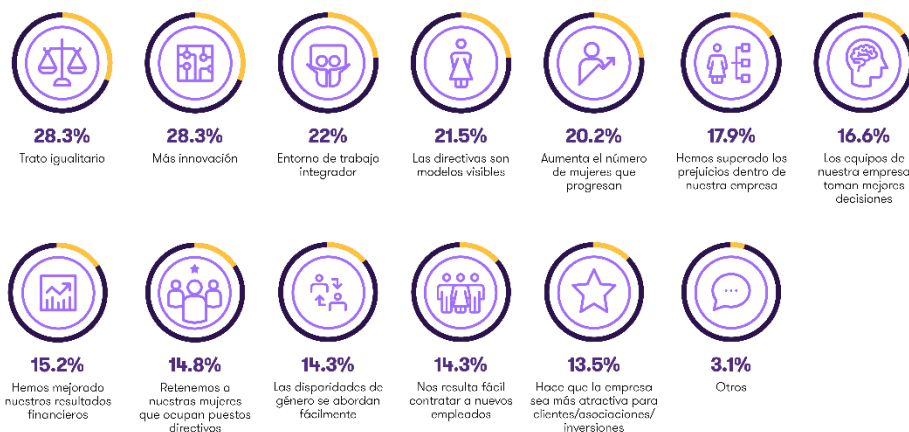 28.3%
Trato igualitario
28.3%
Más innovación
22%
Entorno de trabajo
integrador
21.5%
Las directivas son
modelos visibles
20.2%
Aumenta el número
de mujeres que
progresan
17.9%
Hemos superado los
prejuicios dentro de
nuestra empresa
16.6%
Los equipos de
nuestra empresa
toman mejores
decisiones
15.2%
Hemos mejorado
nuestros resultados
financieros
14.8%
Retenemos a
nuestras mujeres
que ocupan puestos
directivos
14.3%
Las disparidades de
género se abordan
fácilmente
14.3%
Nos resulta fácil
contratar a nuevos
empleados
13.5%
Hace que la empresa
sea más atractiva para
clientes/asociaciones/
inversiones
3.1%
Otros